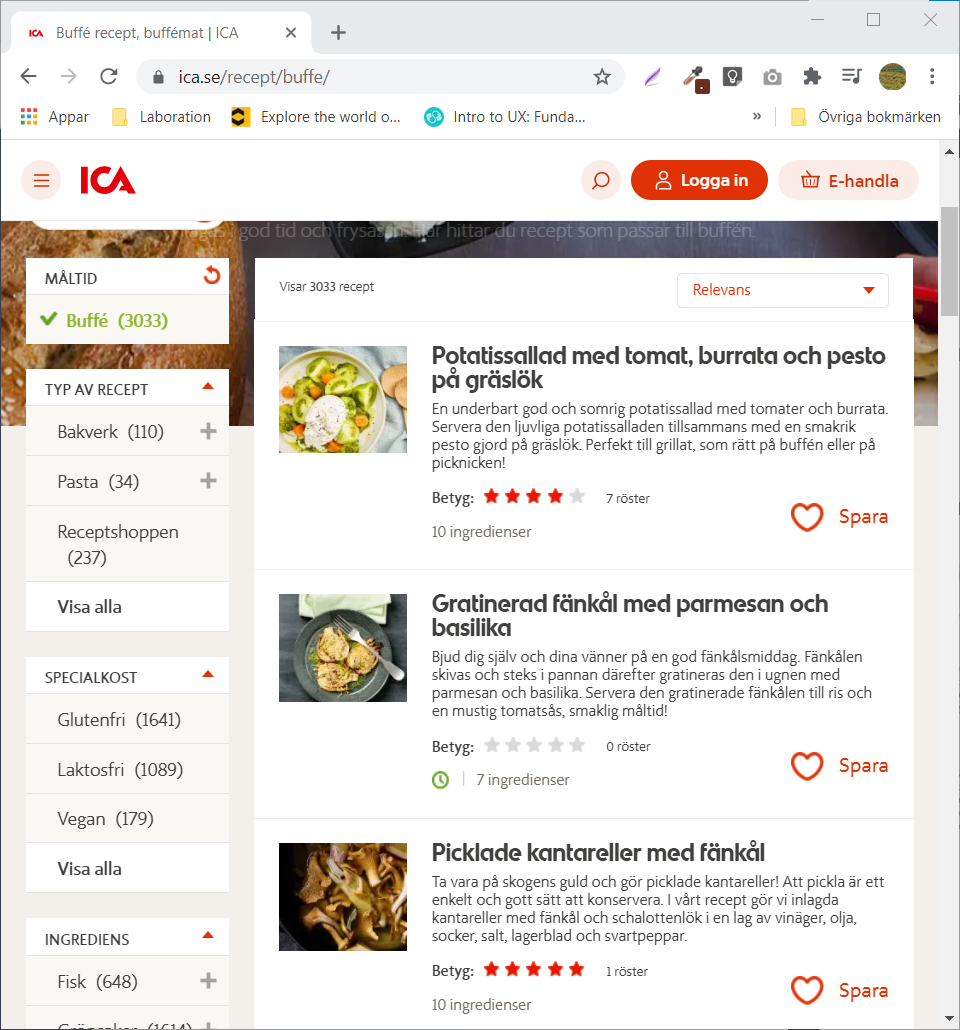 ICA Buffé recept, buffémat | ICA
ica.se/recept/buffe/
Appar Laboration Explore the world o... Intro to UX: Funda... » Övriga bokmärken
ICA Logga in E-handla
god tid och frysas in. Här hittar du recept som passar till buffén.
MÅLTID
Buffé (3033)
TYP AV RECEPT
Bakverk (110)
Pasta (34)
Receptshoppen
(237)
Visa alla
SPECIALKOST
Glutenfri (1641)
Laktosfri (1089)
Vegan (179)
Visa alla
INGREDIENS
Fisk (648)
Grönsaker (1614)
Visar 3033 recept
Relevans
Potatissallad med tomat, burrata och pesto
på gräslök
En underbart god och somrig potatissallad med tomater och burrata.
Servera den ljuvliga potatissalladen tillsammans med en smakrik
pesto gjord på gräslök. Perfekt till grillat, som rätt på buffén eller på
picknicken!
Betyg: 7 röster
10 ingredienser
Spara
Gratinerad fänkål med parmesan och
basilika
Bjud dig själv och dina vänner på en god fänkålsmiddag. Fänkålen
skivas och steks i pannan därefter gratineras den i ugnen med
parmesan och basilika. Servera den gratinerade fänkålen till ris och
en mustig tomatsås, smaklig måltid!
Betyg: 0 röster
7 ingredienser
Spara
Picklade kantareller med fänkål
Ta vara på skogens guld och gör picklade kantareller! Att pickla är ett
enkelt och gott sätt att konservera. I vårt recept gör vi inlagda
kantareller med fänkål och schalottenlök i en lag av vinäger, olja,
socker, salt, lagerblad och svartpeppar.
Betyg: 1 röster
10 ingredienser
Spara